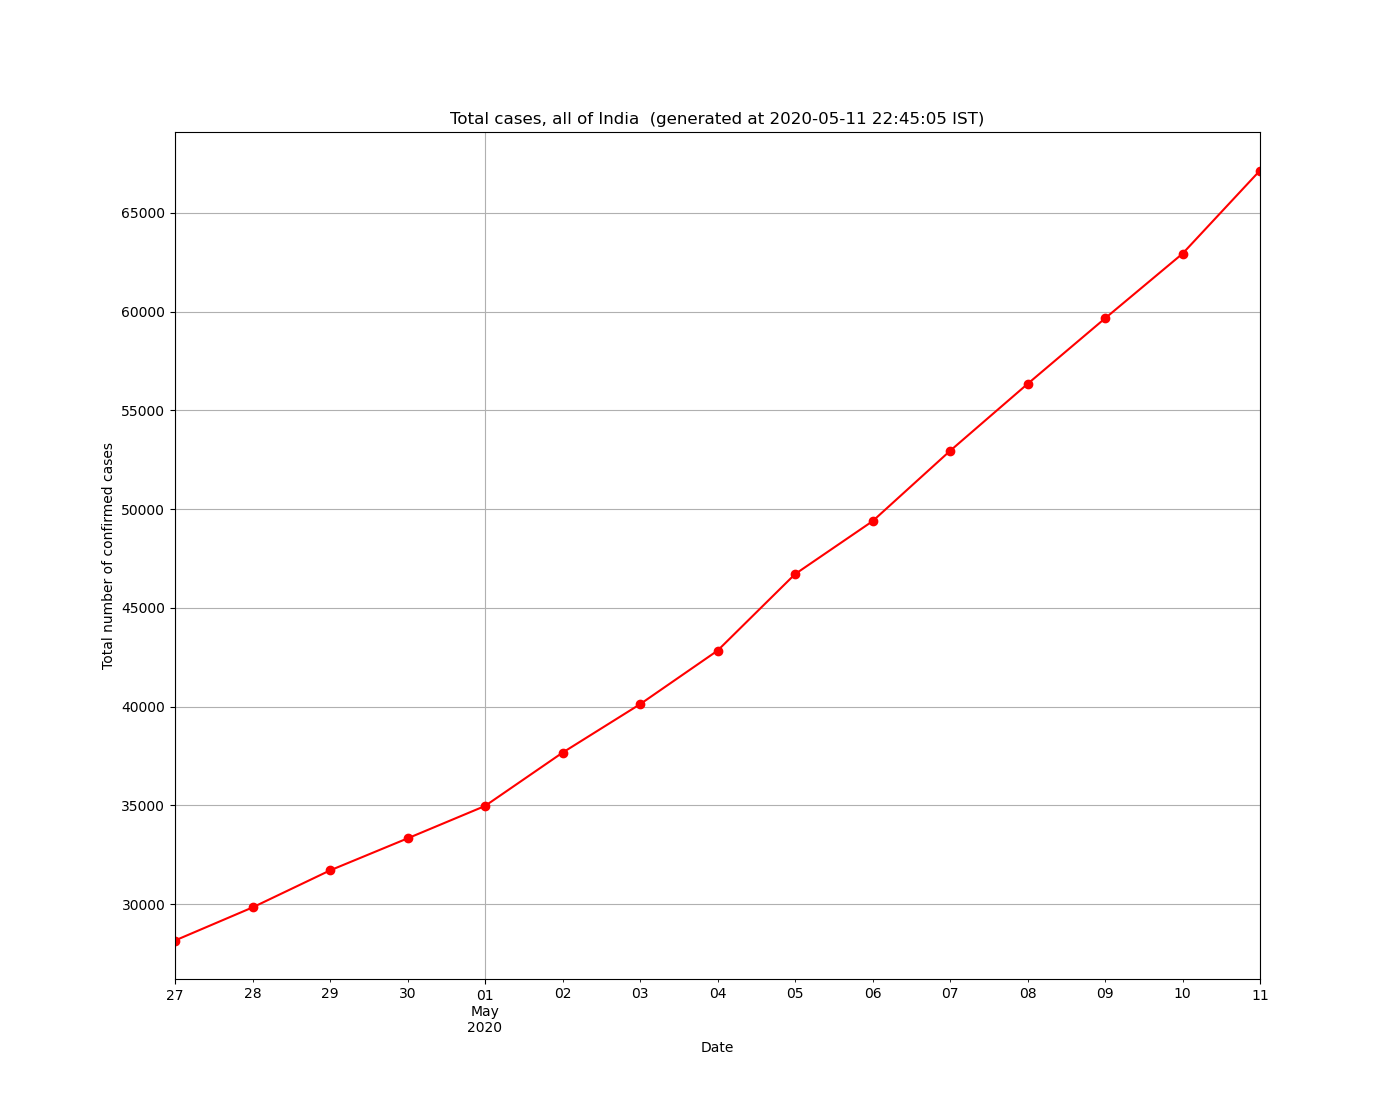 Total cases, all of India  (generated at 2020-05-11 22:45:05 IST)
Total number of confirmed cases
65000
60000
55000
50000
45000
40000
35000
30000
27 28 29 30 01 02 03 04 05 06 07 08 09 10 11
May
2020
Date